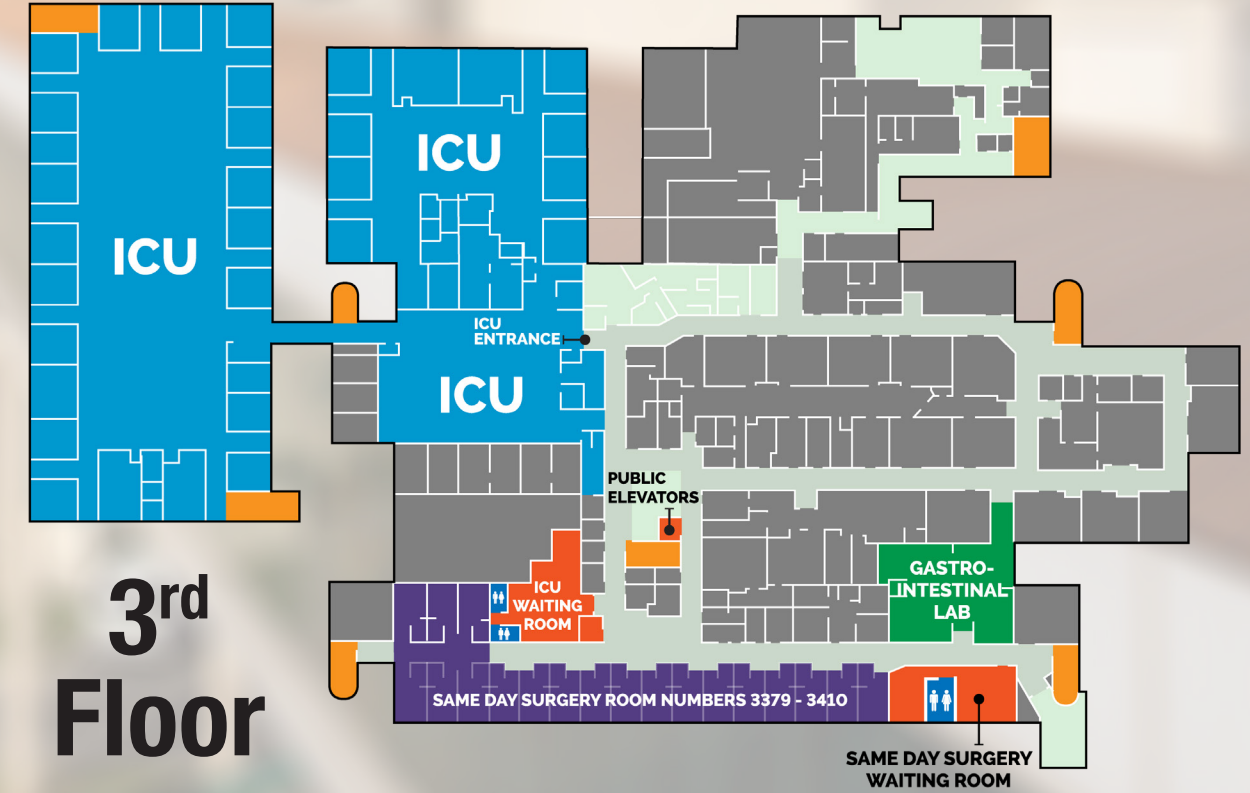 ICU
ICU
ICU
ENTRANCE
ICU
PUBLIC
ELEVATORS
GASTRO-
INTESTINAL
LAB
ICU
WAITING
ROOM
3rd
Floor
SAME DAY SURGERY ROOM NUMBERS 3379 - 3410
SAME DAY SURGERY
WAITING ROOM